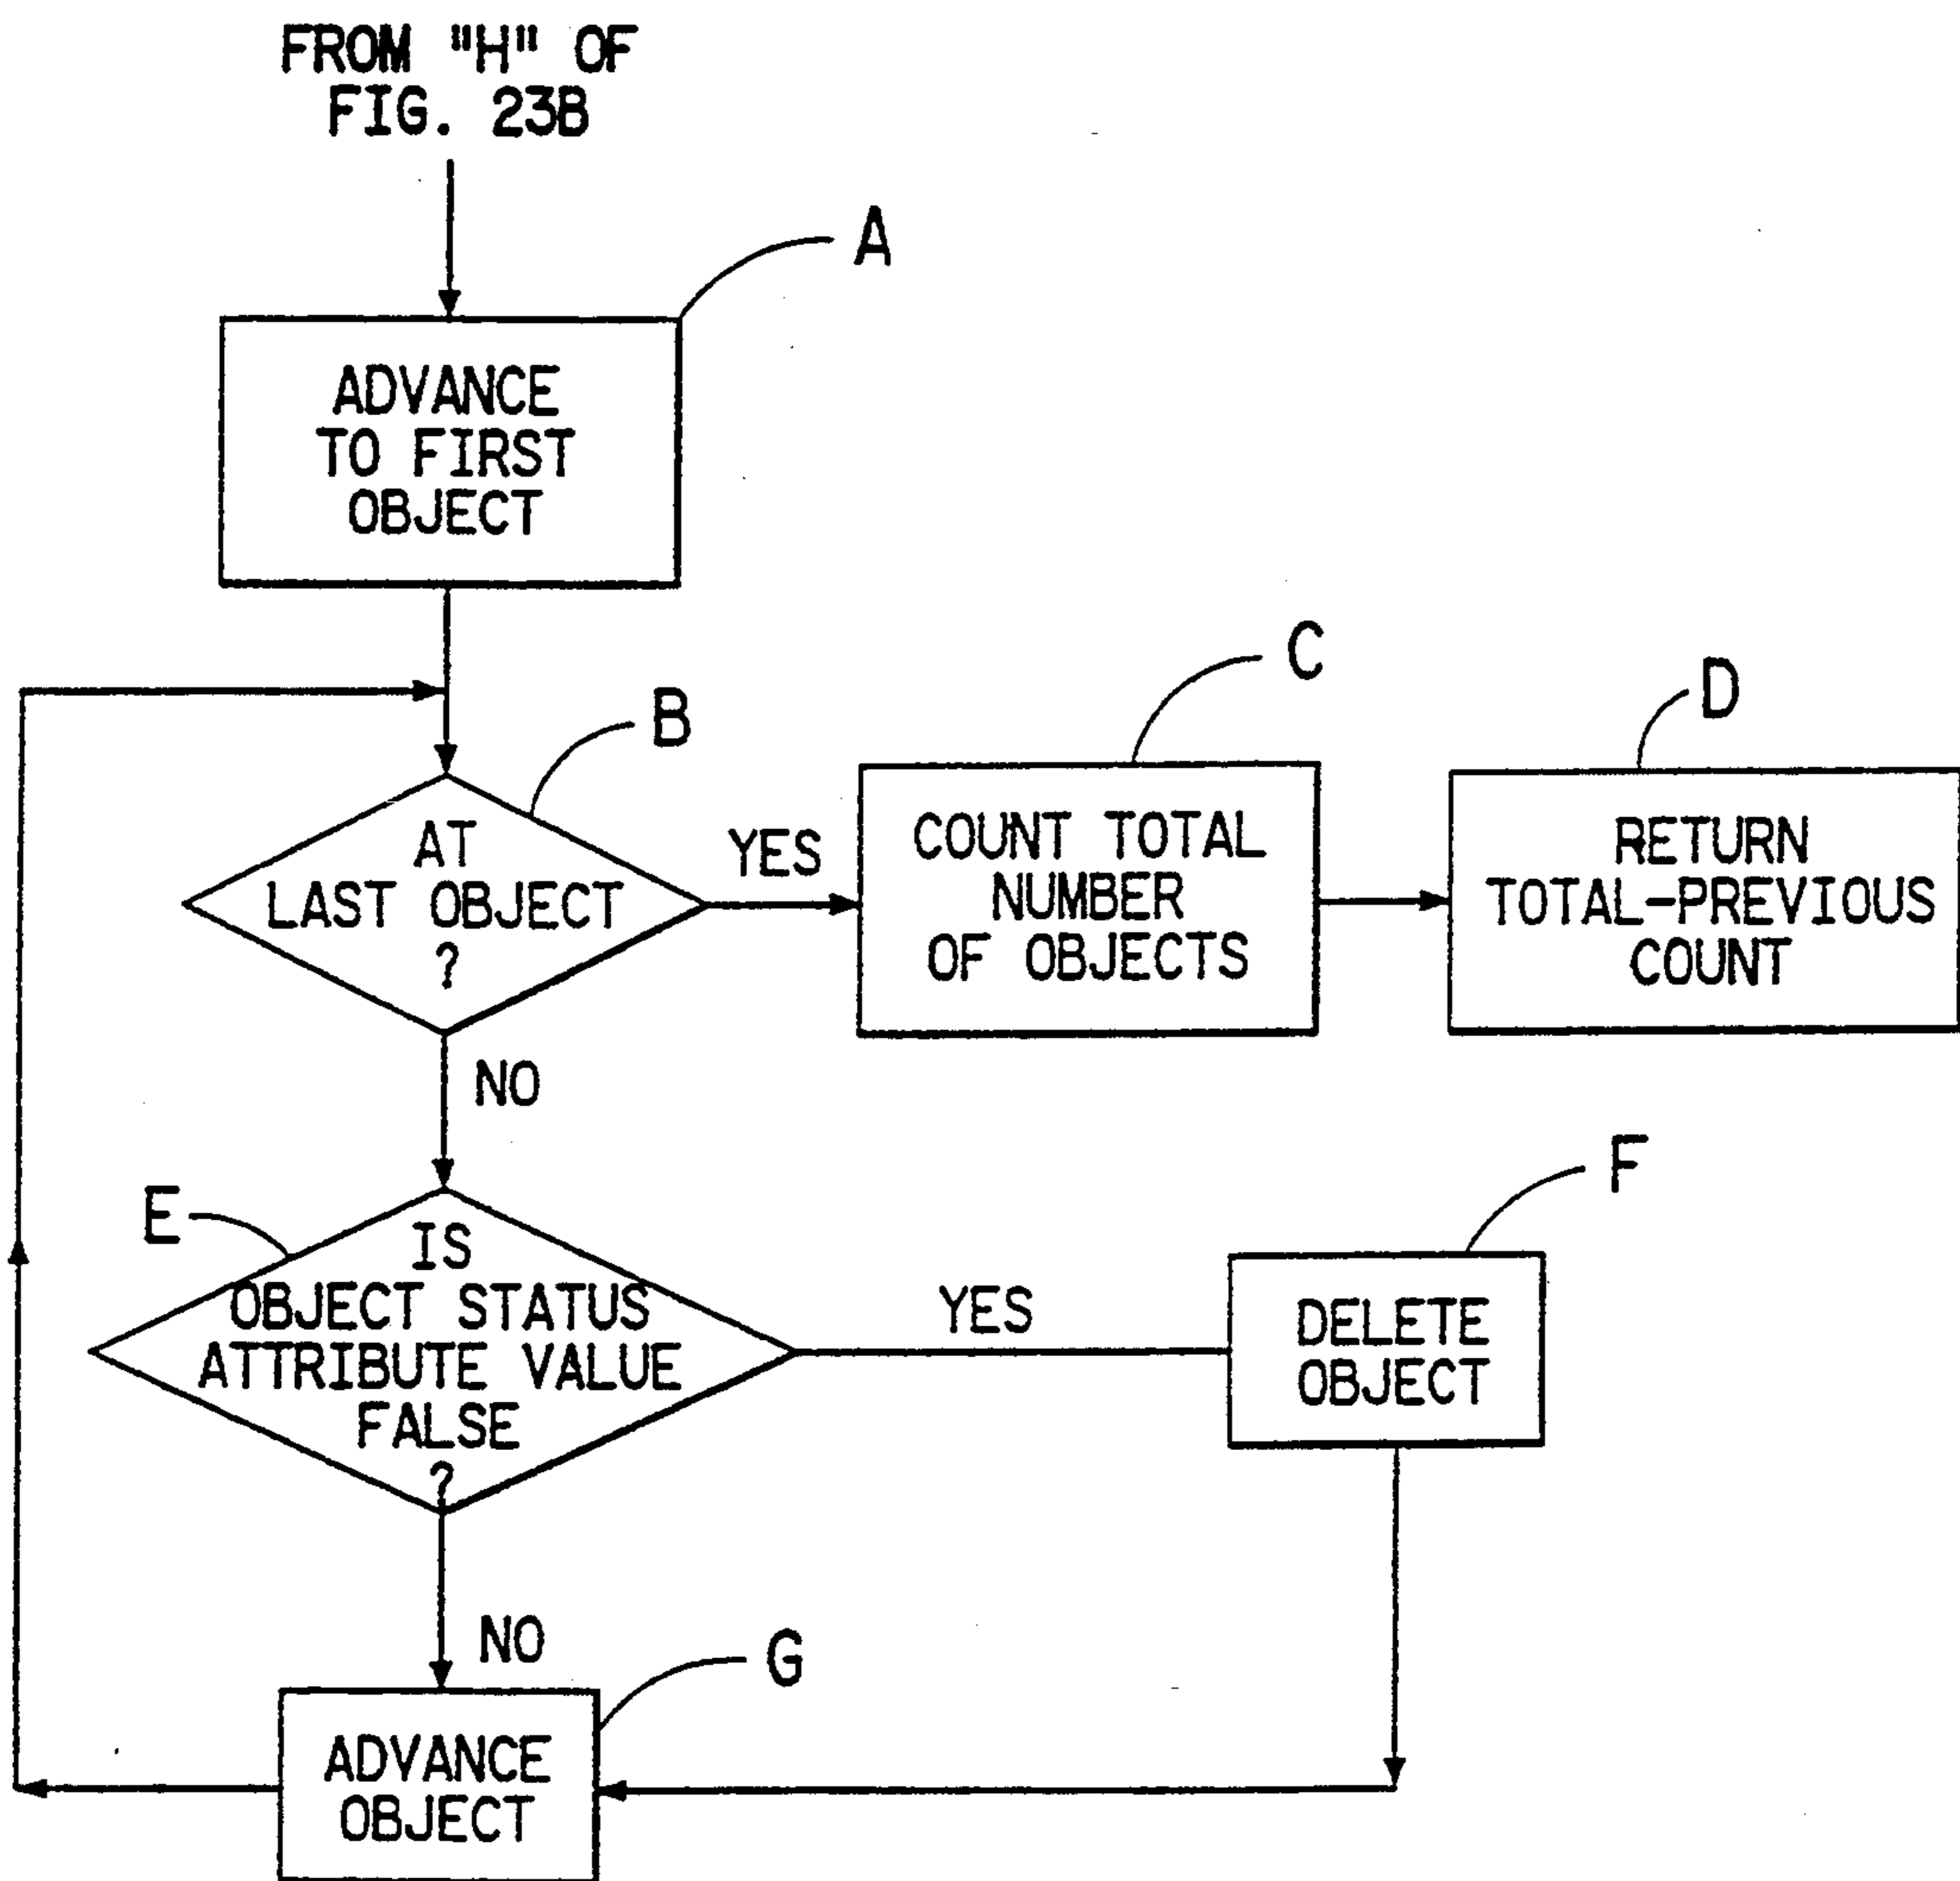 FROM "H" OF
FIG. 23B
A
ADVANCE
TO FIRST
OBJECT
B
AT
LAST OBJECT
?
YES
C
COUNT TOTAL
NUMBER
OF OBJECTS
D
RETURN
TOTAL-PREVIOUS
COUNT
NO
E
IS
OBJECT STATUS
ATTRIBUTE VALUE
FALSE
?
YES
F
DELETE
OBJECT
NO
G
ADVANCE
OBJECT